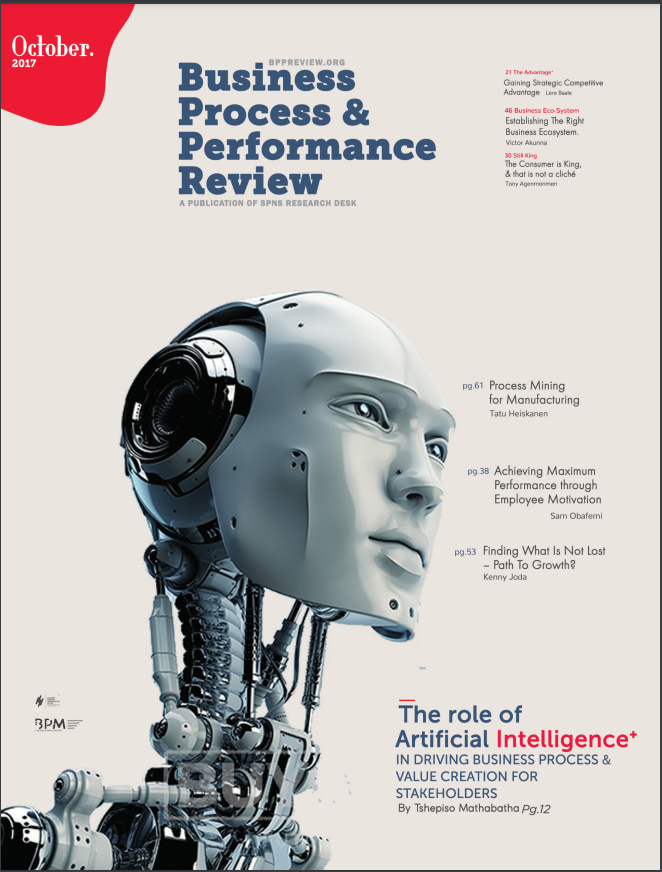 October.
2017
BPPREVIEW.ORG
Business
Process &
Performance
Review
A PUBLICATION OF SPNS RESEARCH DESK
21 The Advantage+
Gaining Strategic Competitive
Advantage Lere Baale
46 Business Eco-System
Establishing The Right
Business Ecosystem.
Victor Akunna
30 Still King
The Consumer is King,
& that is not a cliché
Tony Agenmonmen
pg.61 Process Mining
for Manufacturing
Tatu Heiskanen
pg.38 Achieving Maximum
Performance through
Employee Motivation
Sam Obafemi
pg.53 Finding What Is Not Lost
– Path To Growth?
Kenny Joda
BPM
The role of
Artificial Intelligence+
IN DRIVING BUSINESS PROCESS &
VALUE CREATION FOR
STAKEHOLDERS
By Tshepiso Mathabatha Pg.12
BUY